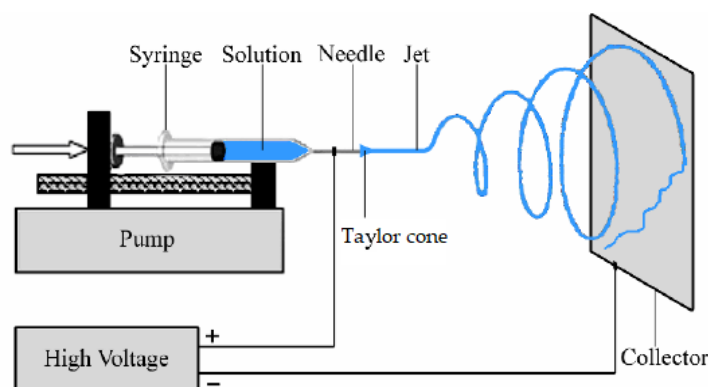 Syringe
Solution
Needle
Jet
Taylor cone
Pump
High Voltage
+
−
Collector